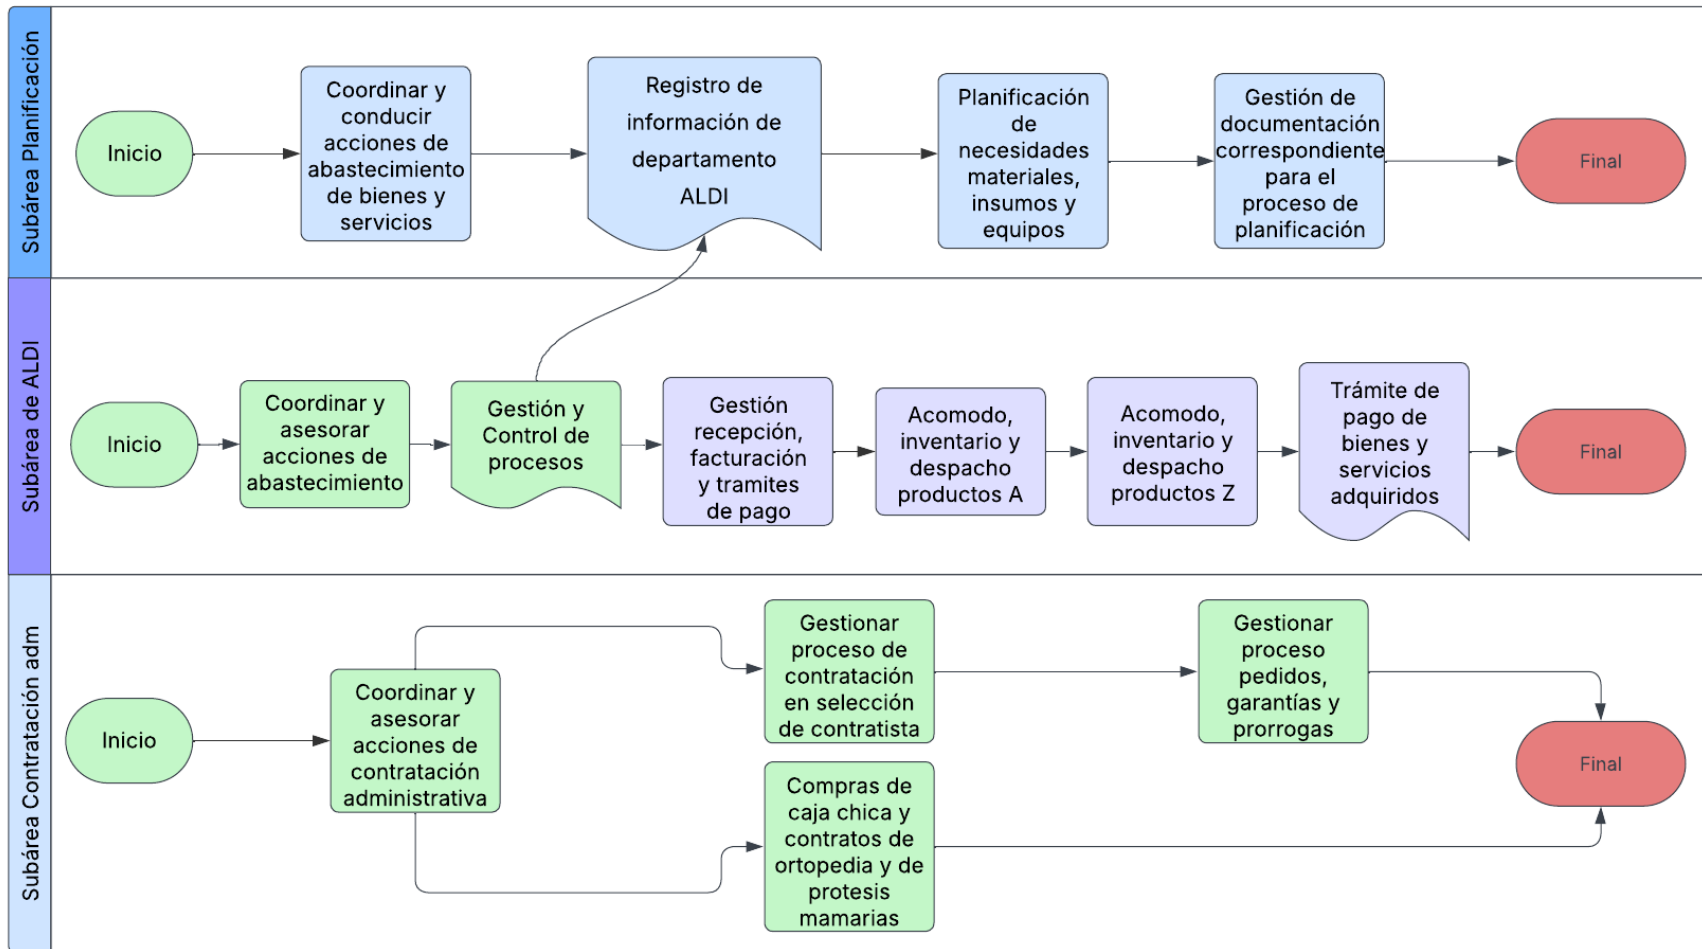 Subárea Planificación
Inicio
Coordinar y
conducir
acciones de
abastecimiento
de bienes y
servicios
Registro de
información de
departamento
ALDI
Planificación
de
necesidades
materiales,
insumos y
equipos
Gestión de
documentación
correspondiente
para el
proceso de
planificación
Final
Subárea de ALDI
Inicio
Coordinar y
asesorar
acciones de
abastecimiento
Gestión y
Control de
procesos
Gestión
recepción,
facturación
y tramites
de pago
Acomodo,
inventario y
despacho
productos A
Acomodo,
inventario y
despacho
productos Z
Trámite de
pago de
bienes y
servicios
adquiridos
Final
Subárea Contratación adm
Inicio
Coordinar y
asesorar
acciones de
contratación
administrativa
Gestionar
proceso de
contratación
en selección
de contratista
Gestionar
proceso
pedidos,
garantías y
prorrogas
Compras de
caja chica y
contratos de
ortopedia y de
protesis
mamarias
Final